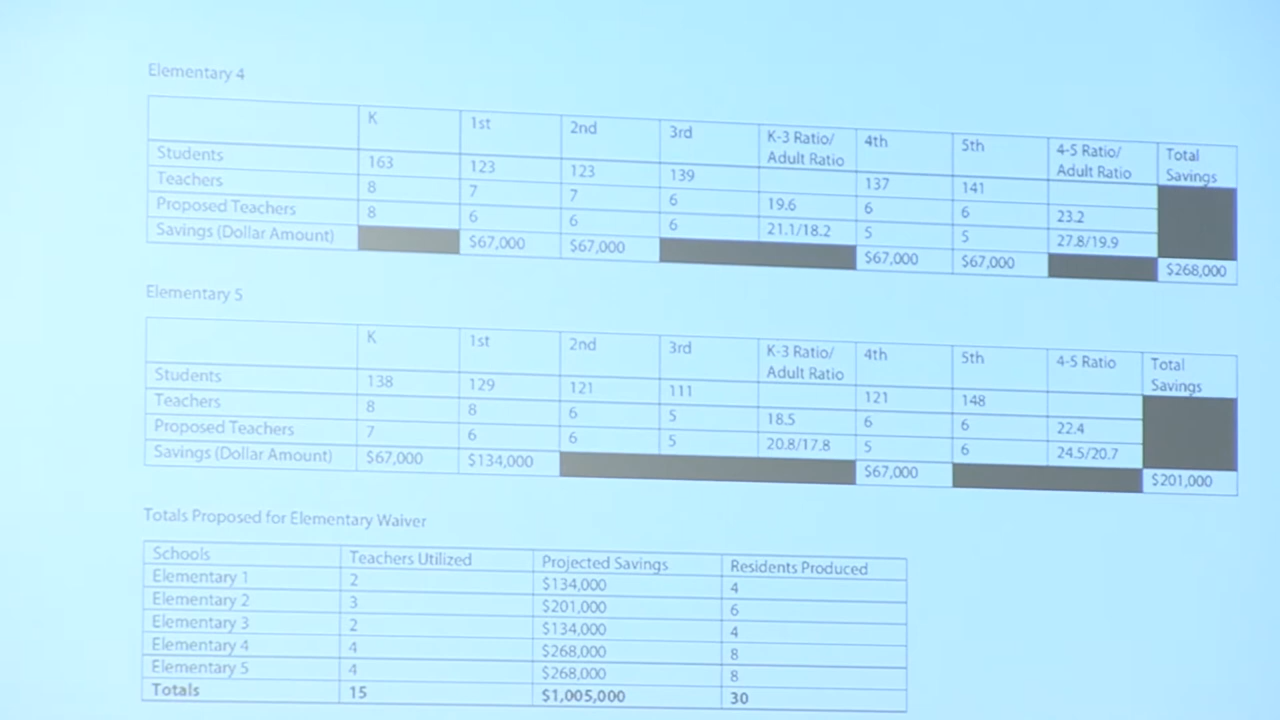 Elementary 4
K 1st 2nd 3rd K-3 Ratio/ Adult Ratio 4th 5th 4-5 Ratio/ Adult Ratio Total Savings
Students 163 123 123 139 137 141
Teachers 8 7 7 6 19.6 6 6 23.2
Proposed Teachers 8 6 6 6 21.1/18.2 5 5 27.8/19.9
Savings (Dollar Amount) $67,000 $67,000 $67,000 $67,000 $268,000
Elementary 5
K 1st 2nd 3rd K-3 Ratio/ Adult Ratio 4th 5th 4-5 Ratio Total Savings
Students 138 129 121 111 121 148
Teachers 8 8 6 5 18.5 6 6 22.4
Proposed Teachers 7 6 6 5 20.8/17.8 5 6 24.5/20.7
Savings (Dollar Amount) $67,000 $134,000 $67,000 $201,000
Totals Proposed for Elementary Waiver
Schools Teachers Utilized Projected Savings Residents Produced
Elementary 1 2 $134,000 4
Elementary 2 3 $201,000 6
Elementary 3 2 $134,000 4
Elementary 4 4 $268,000 8
Elementary 5 4 $268,000 8
Totals 15 $1,005,000 30